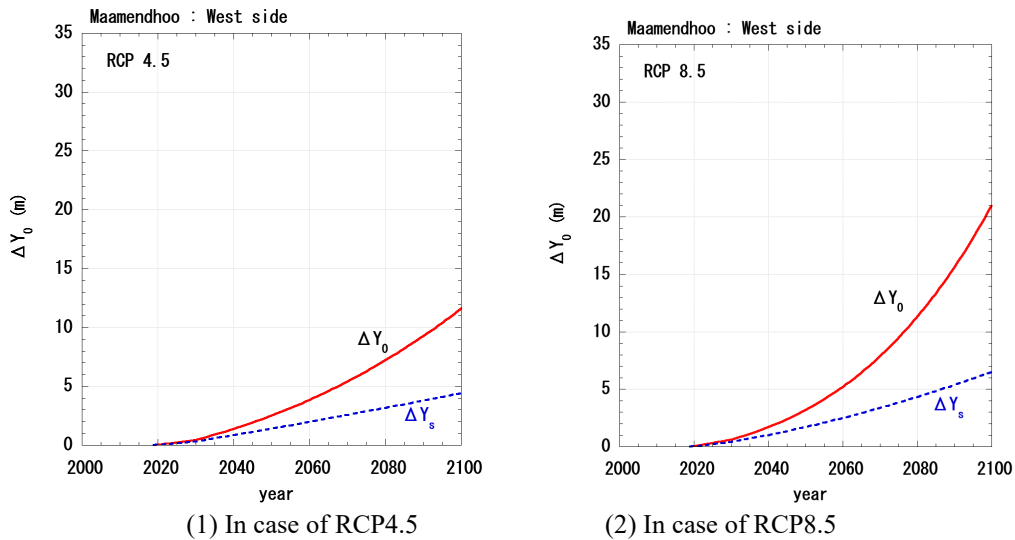 Maamendhoo : West side
RCP 4.5
35
30
25
20
15
10
5
0
ΔY₀ (m)
ΔY₀
ΔYₛ
2000 2020 2040 2060 2080 2100
year
(1) In case of RCP4.5
Maamendhoo : West side
RCP 8.5
35
30
25
20
15
10
5
0
ΔY₀ (m)
ΔY₀
ΔYₛ
2000 2020 2040 2060 2080 2100
year
(2) In case of RCP8.5